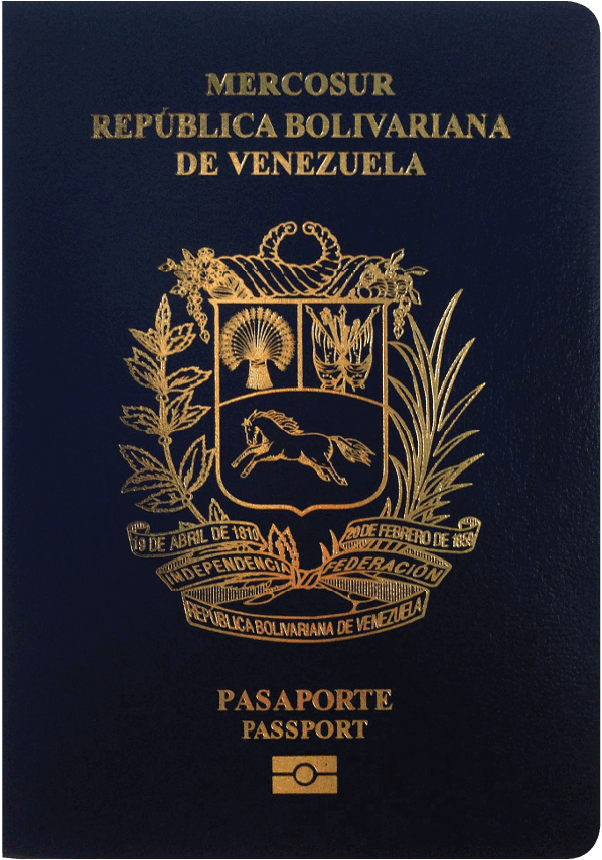 MERCOSUR
REPÚBLICA BOLIVARIANA
DE VENEZUELA
19 DE ABRIL DE 1810
20 DE FEBRERO DE 1859
INDEPENDENCIA
FEDERACIÓN
REPÚBLICA BOLIVARIANA DE VENEZUELA
PASAPORTE
PASSPORT